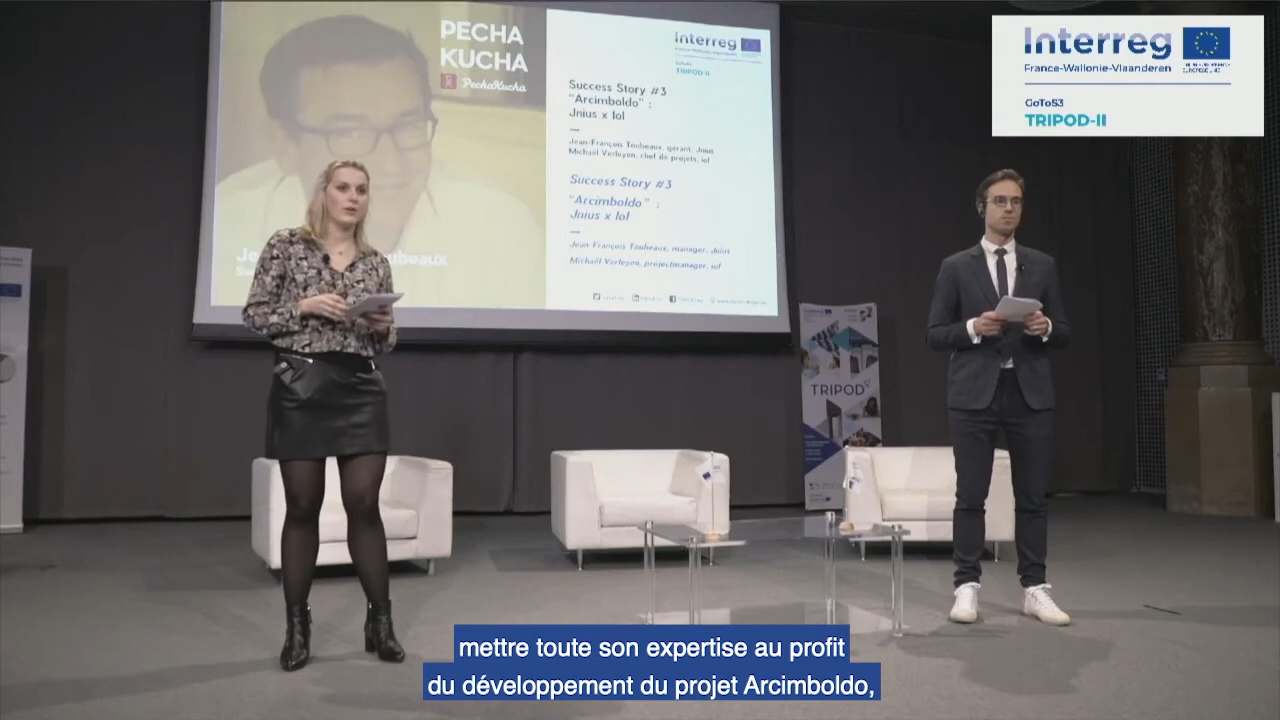 PECHA
KUCHA
PechaKucha
Interreg
France-Wallonie-Vlaanderen
TRIPOD-II
Success Story #3
"Arcimboldo" :
Jnius x lol
—
Jean-François Toubeaux, gérant, Jnius
Michaël Verleyen, chef de projets, lol
Success Story #3
"Arcimboldo" :
Jnius x lol
—
Jean-François Toubeaux, manager, Jnius
Michaël Verleyen, projectmanager, lol
Interreg
France-Wallonie-Vlaanderen
GoToS3
TRIPOD-II
TRIPOD
mettre toute son expertise au profit
du développement du projet Arcimboldo,